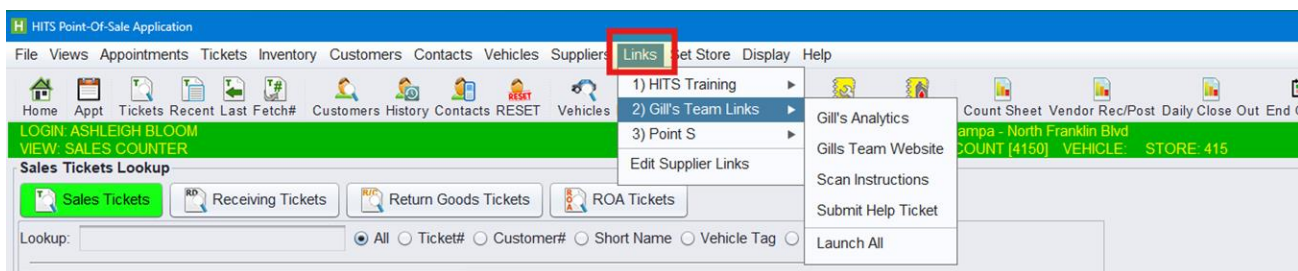 H HITS Point-Of-Sale Application
File Views Appointments Tickets Inventory Customers Contacts Vehicles Suppliers Links Set Store Display Help
Home Appt Tickets Recent Last Fetch# Customers History Contacts RESET Vehicles Count Sheet Vendor Rec/Post Daily Close Out End
LOGIN: ASHLEIGH BLOOM
VIEW: SALES COUNTER
North Franklin Blvd
[4150] VEHICLE: STORE: 415
1) HITS Training
2) Gill's Team Links
3) Point S
Edit Supplier Links
Gill's Analytics
Gills Team Website
Scan Instructions
Submit Help Ticket
Launch All
Sales Tickets Lookup
Sales Tickets Receiving Tickets Return Goods Tickets ROA Tickets
Lookup: All Ticket# Customer# Short Name Vehicle Tag